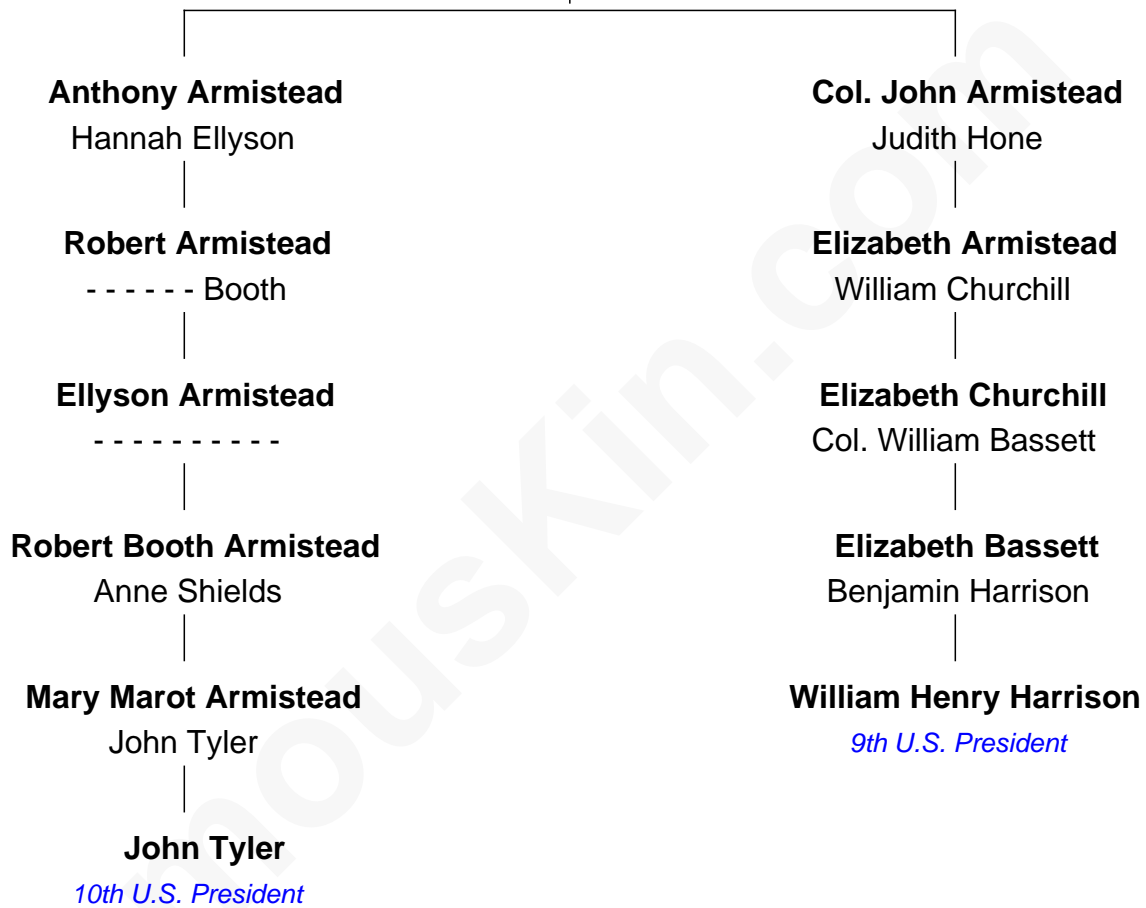 Anthony Armistead
Hannah Ellyson
Robert Armistead
- - - - - - Booth
Ellyson Armistead
- - - - - - - - - -
Robert Booth Armistead
Anne Shields
Mary Marot Armistead
John Tyler
John Tyler
10th U.S. President
Col. John Armistead
Judith Hone
Elizabeth Armistead
William Churchill
Elizabeth Churchill
Col. William Bassett
Elizabeth Bassett
Benjamin Harrison
William Henry Harrison
9th U.S. President
mousKin.com